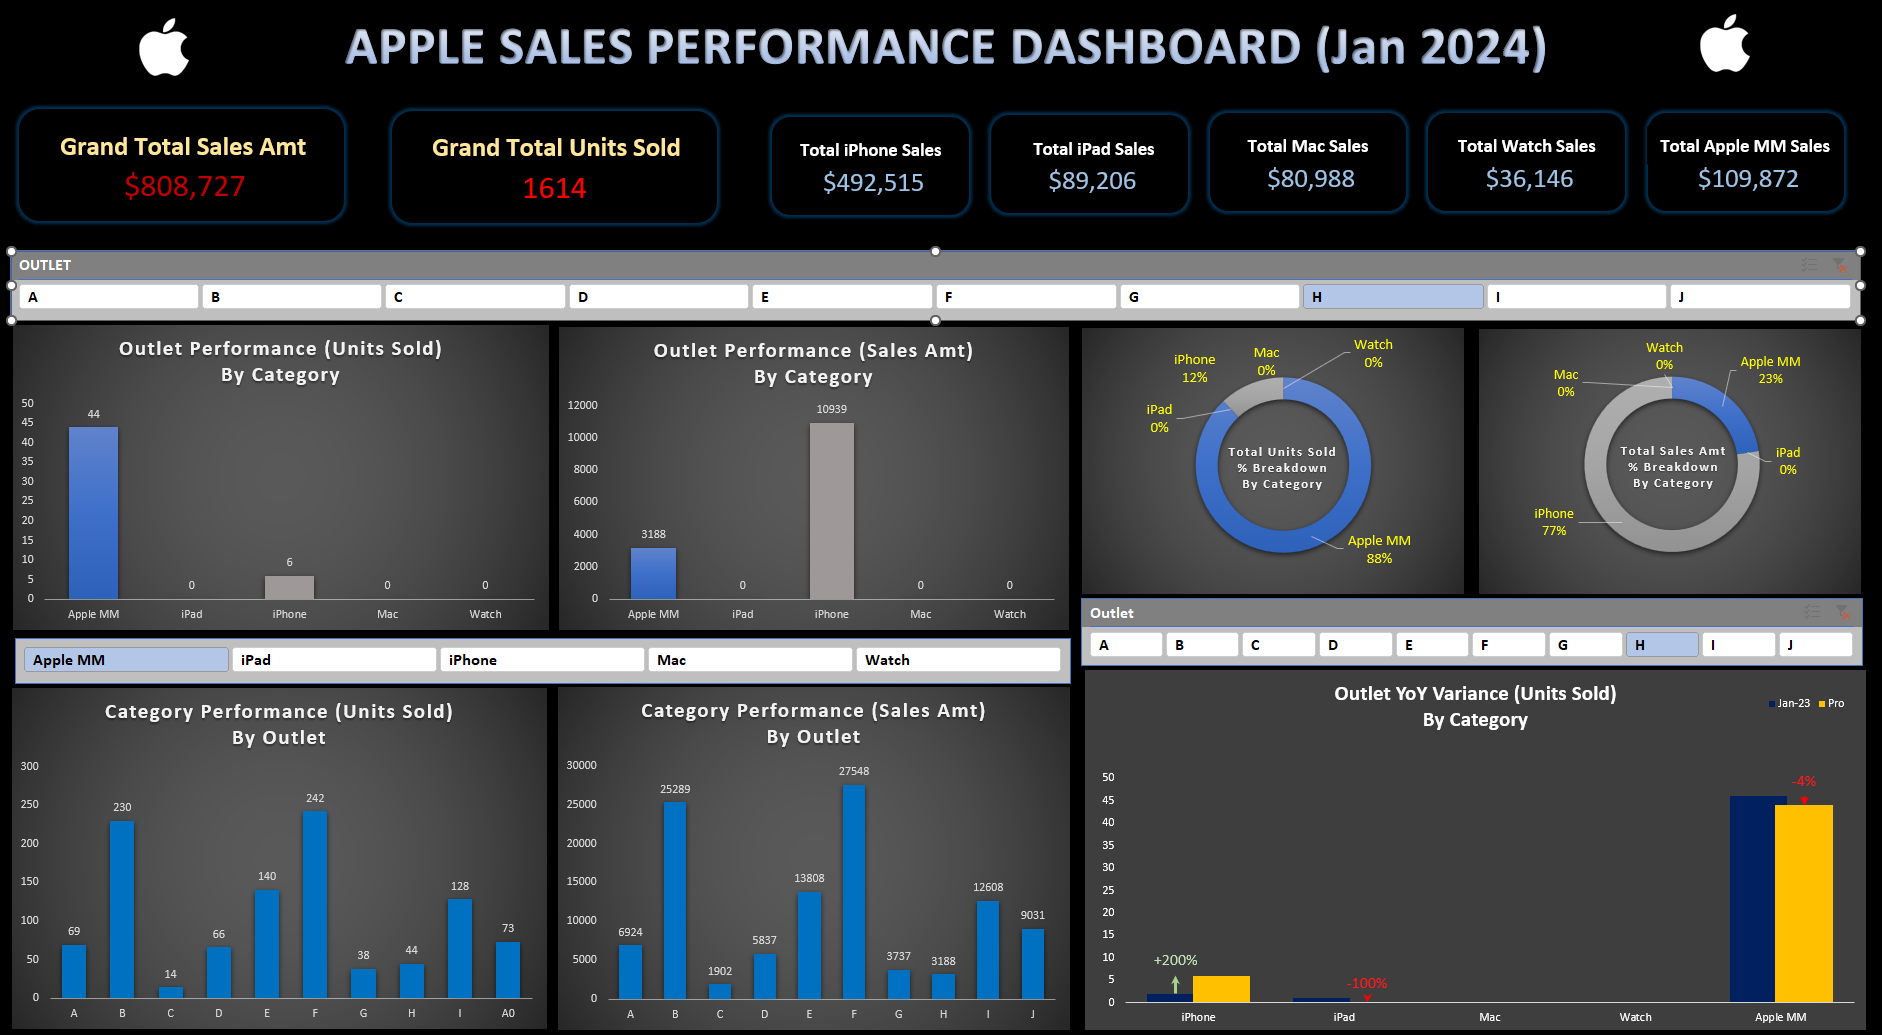 APPLE SALES PERFORMANCE DASHBOARD (Jan 2024)
Grand Total Sales Amt
$808,727
Grand Total Units Sold
1614
Total iPhone Sales
$492,515
Total iPad Sales
$89,206
Total Mac Sales
$80,988
Total Watch Sales
$36,146
Total Apple MM Sales
$109,872
OUTLET
A B C D E F G H I J
Outlet Performance (Units Sold)
By Category
50
45
40
35
30
25
20
15
10
5
0
44
0
6
0
0
Apple MM iPad iPhone Mac Watch
Outlet Performance (Sales Amt)
By Category
12000
10000
8000
6000
4000
2000
0
3188
0
10939
0
0
Apple MM iPad iPhone Mac Watch
iPhone
12%
Mac
0%
Watch
0%
iPad
0%
Total Units Sold
% Breakdown
By Category
Apple MM
88%
Watch
0%
Apple MM
23%
Mac
0%
Total Sales Amt
% Breakdown
By Category
iPad
0%
iPhone
77%
Apple MM iPad iPhone Mac Watch
Outlet
A B C D E F G H I J
Category Performance (Units Sold)
By Outlet
300
250
200
150
100
50
0
69
230
14
66
140
242
38
44
128
73
A B C D E F G H I A0
Category Performance (Sales Amt)
By Outlet
30000
25000
20000
15000
10000
5000
0
6924
25289
1902
5837
13808
27548
3737
3188
12608
9031
A B C D E F G H I J
Outlet YoY Variance (Units Sold)
By Category
Jan-23 Pro
50
45
40
35
30
25
20
15
10
5
0
+200%
-100%
-4%
iPhone iPad Mac Watch Apple MM